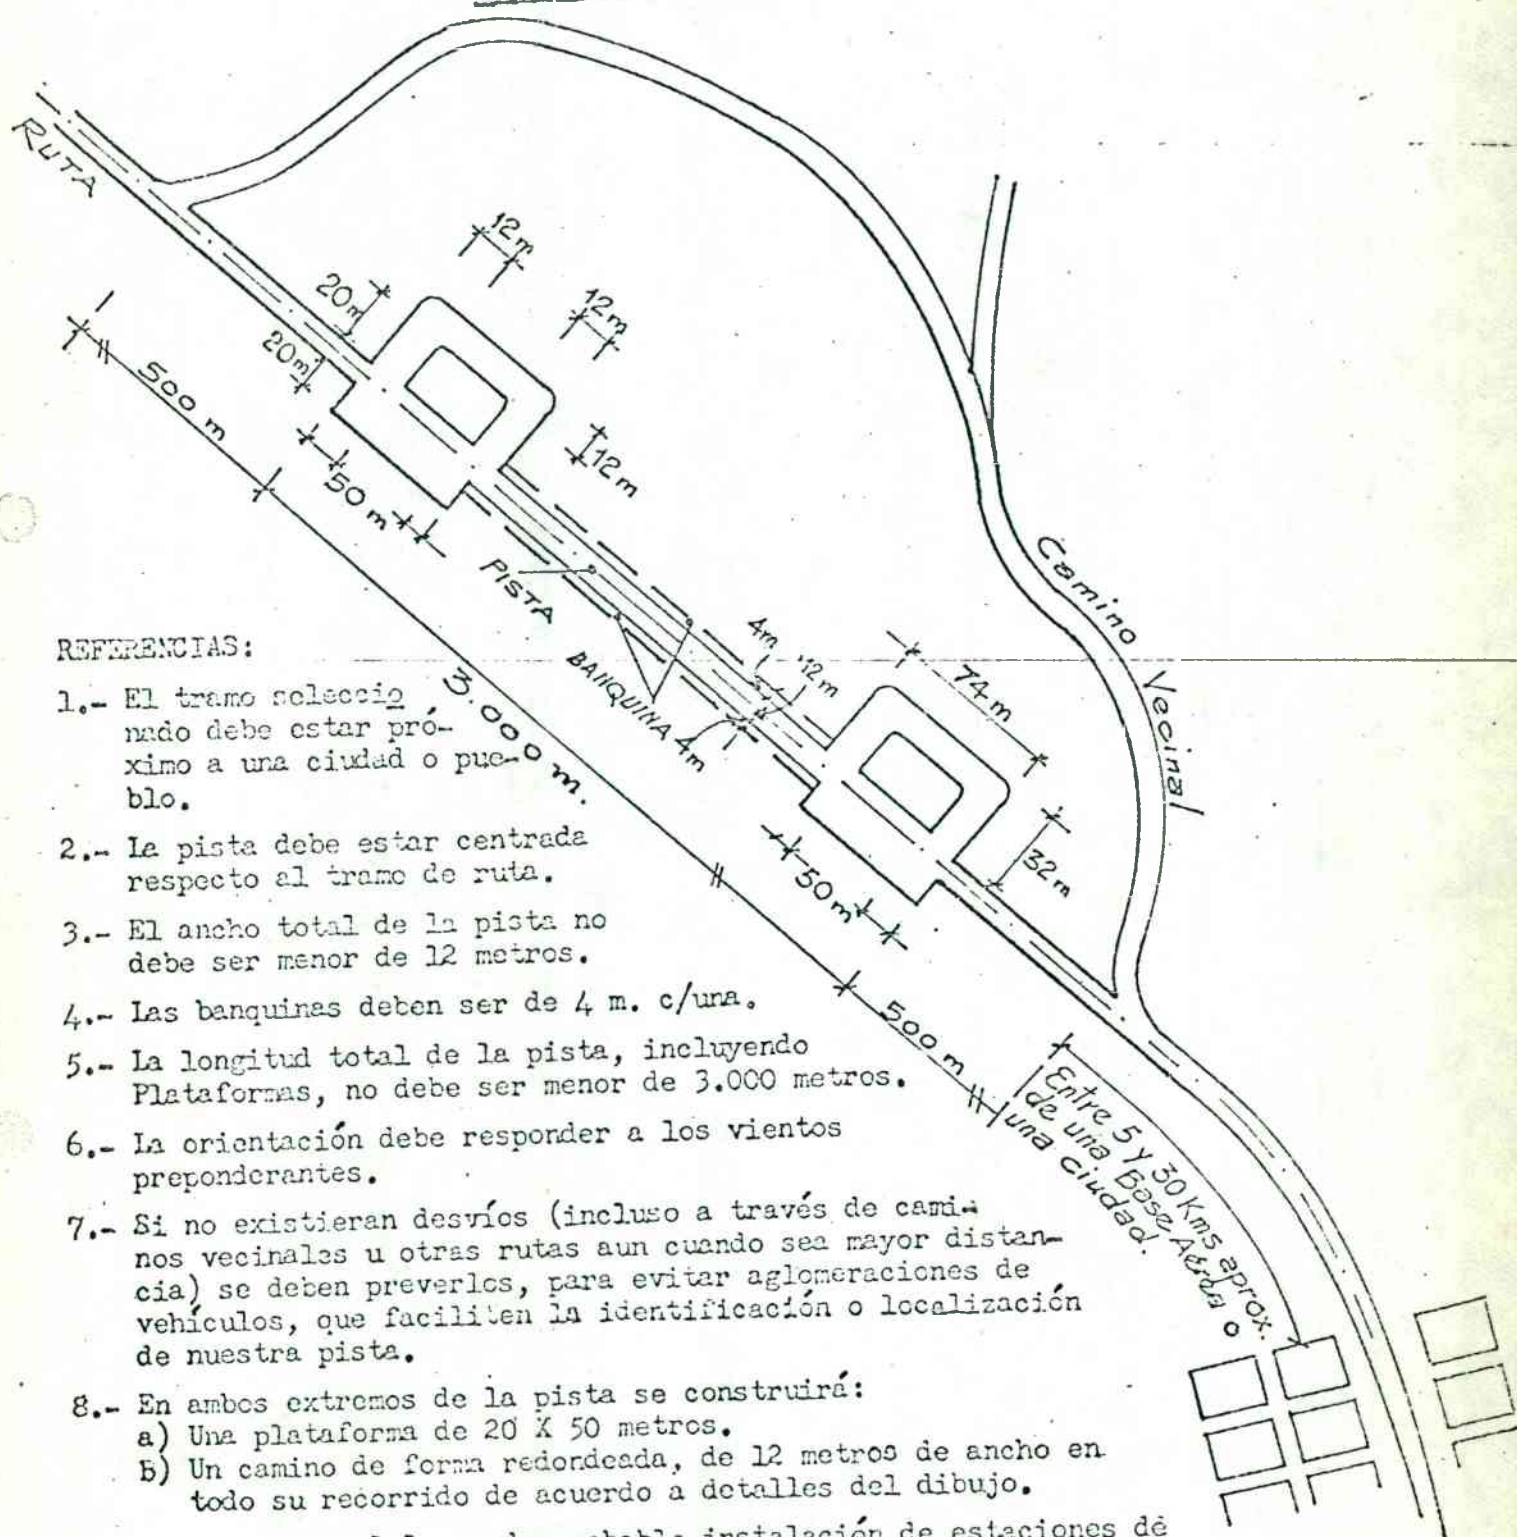 RUTA
12m
12m
20m
20m
500 m
50 m
12m
PISTA
BANQUINA 4m
4m
12m
74m
Camino Vecinal
32m
50m
3.000 m.
500 m
Entre 5 y 30 Kms aprox.
de una Base Aérea o
una ciudad.
REFERENCIAS:
1.- El tramo seleccio
nado debe estar pró-
ximo a una ciudad o pue-
blo.
2.- La pista debe estar centrada
respecto al tramo de ruta.
3.- El ancho total de la pista no
debe ser menor de 12 metros.
4.- Las banquinas deben ser de 4 m. c/una.
5.- La longitud total de la pista, incluyendo
Plataformas, no debe ser menor de 3.000 metros.
6.- La orientación debe responder a los vientos
preponderantes.
7.- Si no existieran desvíos (incluso a través de cami-
nos vecinales u otras rutas aun cuando sea mayor distan-
cia) se deben preverlos, para evitar aglomeraciones de
vehículos, que faciliten la identificación o localización
de nuestra pista.
8.- En ambos extremos de la pista se construirá:
a) Una plataforma de 20 X 50 metros.
b) Un camino de forma redondeada, de 12 metros de ancho en
todo su recorrido de acuerdo a detalles del dibujo.
instalación de estaciones de